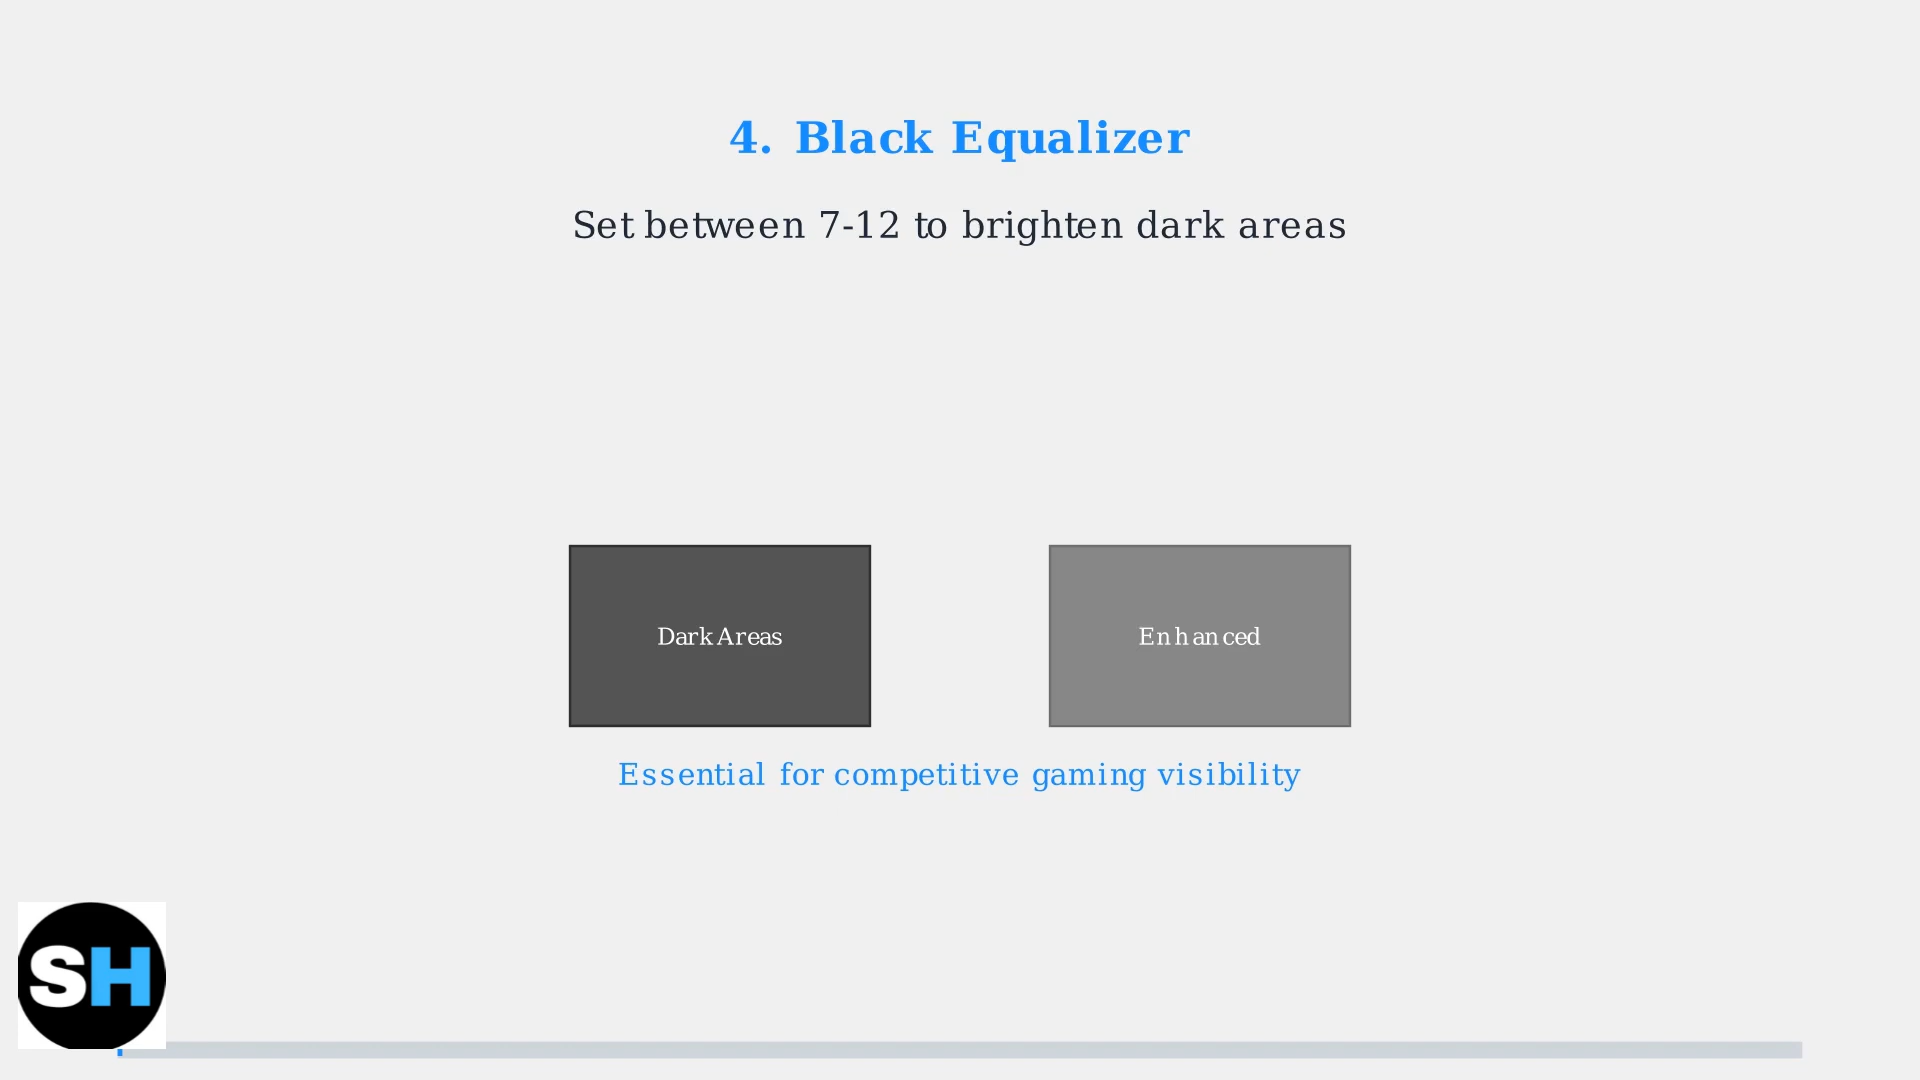 4. Black Equalizer
Set between 7-12 to brighten dark areas
Dark Areas
Enhanced
Essential for competitive gaming visibility
SH